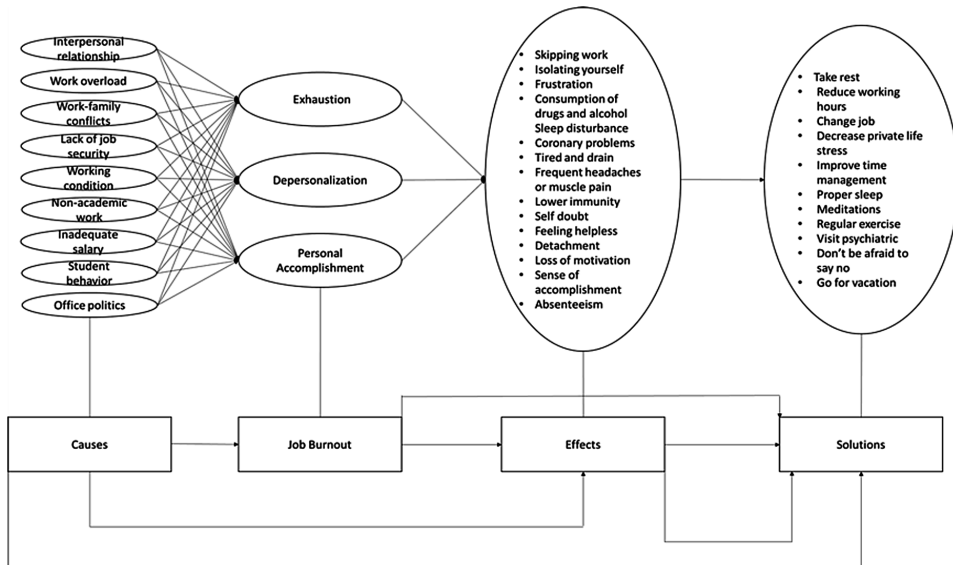 Interpersonal
relationship
Work overload
Work-family
conflicts
Lack of job
security
Working
condition
Non-academic
work
Inadequate
salary
Student
behavior
Office politics
Exhaustion
Depersonalization
Personal
Accomplishment
• Skipping work
• Isolating yourself
• Frustration
• Consumption of
drugs and alcohol
Sleep disturbance
• Coronary problems
• Tired and drain
• Frequent headaches
or muscle pain
• Lower immunity
• Self doubt
• Feeling helpless
• Detachment
• Loss of motivation
• Sense of
accomplishment
• Absenteeism
• Take rest
• Reduce working
hours
• Change job
• Decrease private life
stress
• Improve time
management
• Proper sleep
• Meditations
• Regular exercise
• Visit psychiatric
• Don't be afraid to
say no
• Go for vacation
Causes
Job Burnout
Effects
Solutions